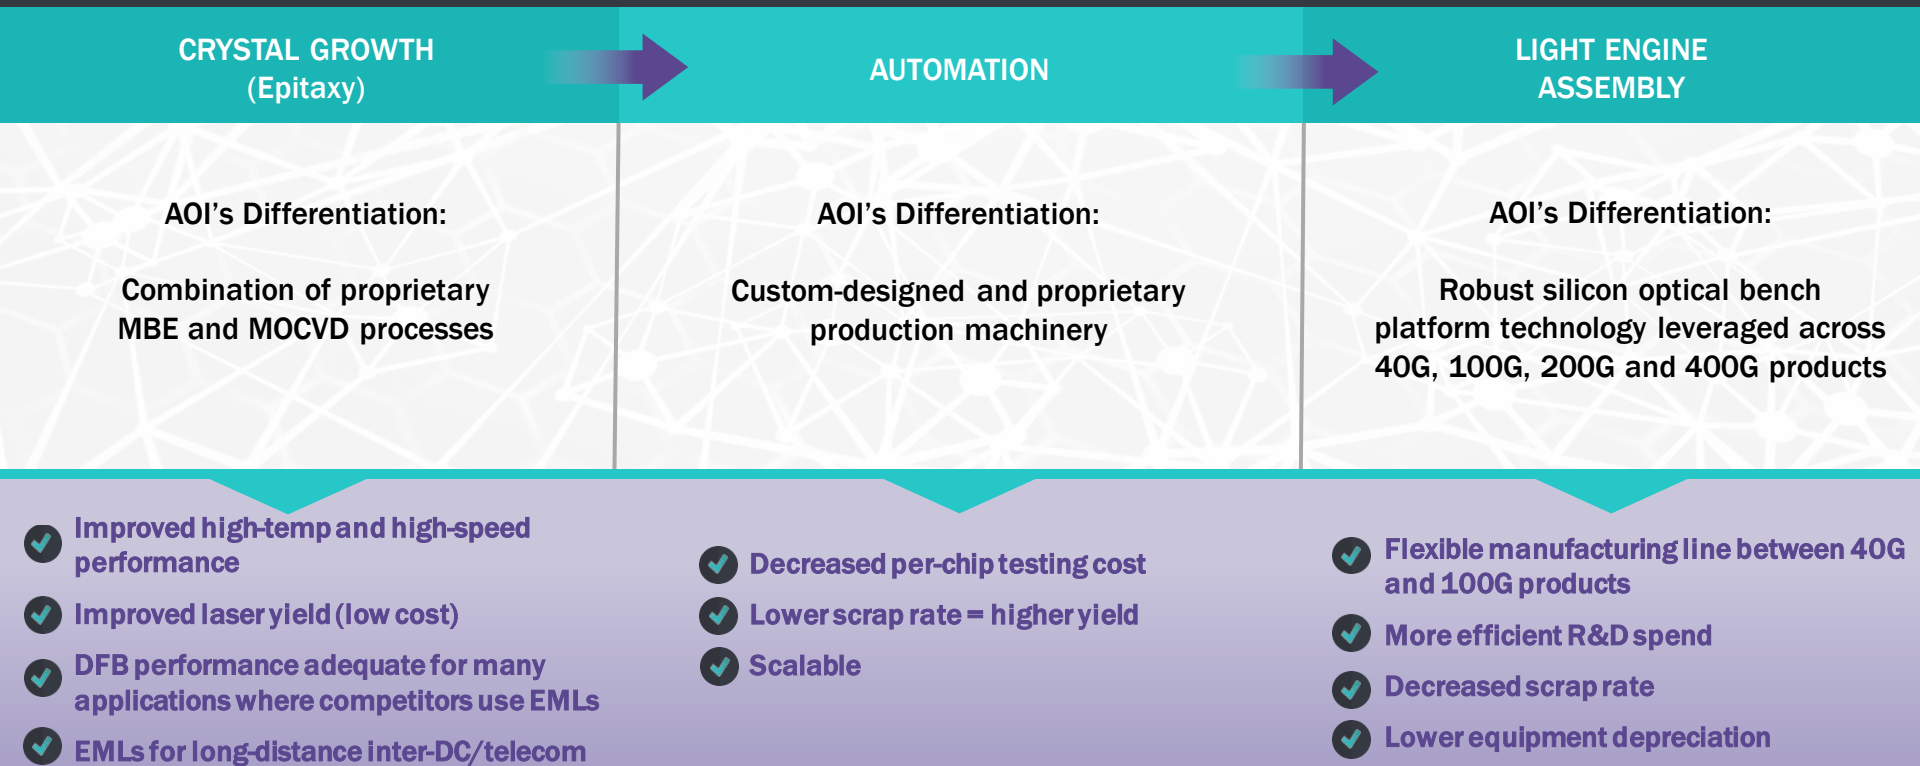 CRYSTAL GROWTH
(Epitaxy)
AUTOMATION
LIGHT ENGINE
ASSEMBLY
AOI’s Differentiation:
Combination of proprietary
MBE and MOCVD processes
AOI’s Differentiation:
Custom-designed and proprietary
production machinery
AOI’s Differentiation:
Robust silicon optical bench
platform technology leveraged across
40G, 100G, 200G and 400G products
Improved high-temp and high-speed
performance
Improved laser yield (low cost)
DFB performance adequate for many
applications where competitors use EMLs
EMLs for long-distance inter-DC/telecom
Decreased per-chip testing cost
Lower scrap rate = higher yield
Scalable
Flexible manufacturing line between 40G
and 100G products
More efficient R&D spend
Decreased scrap rate
Lower equipment depreciation